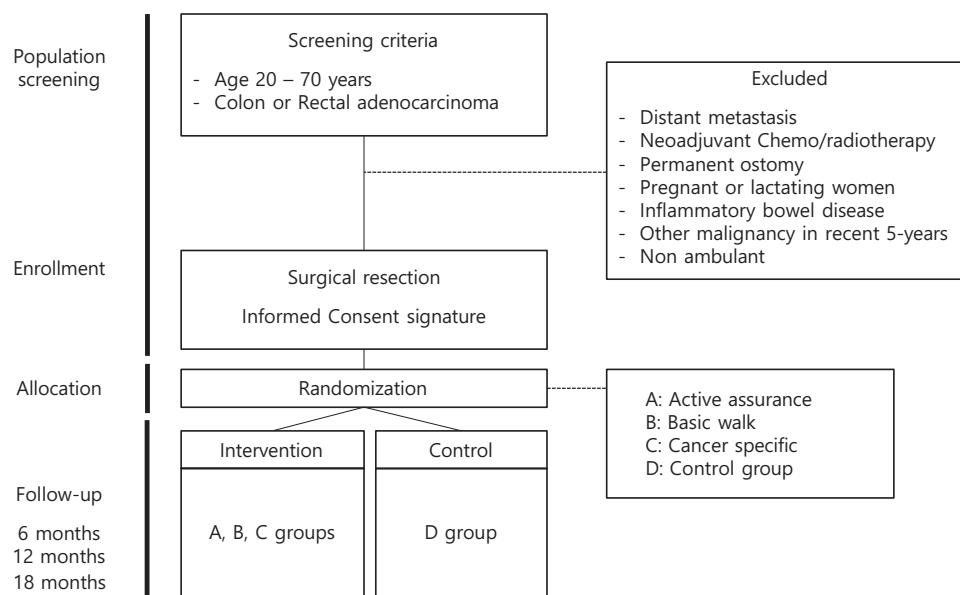 Population
screening
Screening criteria
- Age 20 – 70 years
- Colon or Rectal adenocarcinoma
Excluded
- Distant metastasis
- Neoadjuvant Chemo/radiotherapy
- Permanent ostomy
- Pregnant or lactating women
- Inflammatory bowel disease
- Other malignancy in recent 5-years
- Non ambulant
Enrollment
Surgical resection
Informed Consent signature
Allocation
Randomization
A: Active assurance
B: Basic walk
C: Cancer specific
D: Control group
Intervention
Control
Follow-up
6 months
12 months
18 months
A, B, C groups
D group